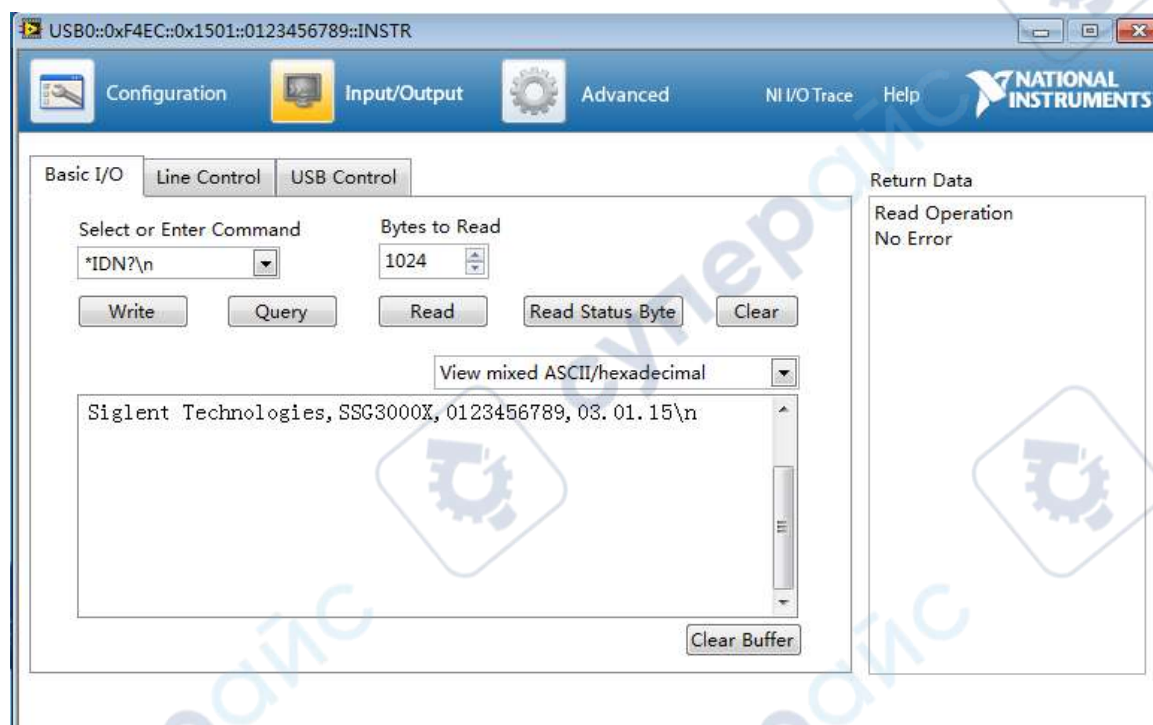 USB0::0xF4EC::0x1501::0123456789::INSTR
Configuration Input/Output Advanced NI I/O Trace Help NATIONAL INSTRUMENTS
Basic I/O Line Control USB Control
Return Data
Select or Enter Command Bytes to Read
Read Operation
No Error
*IDN?\n 1024
Write Query Read Read Status Byte Clear
View mixed ASCII/hexadecimal
Siglent Technologies,SSG3000X,0123456789,03.01.15\n
Clear Buffer
суперайс